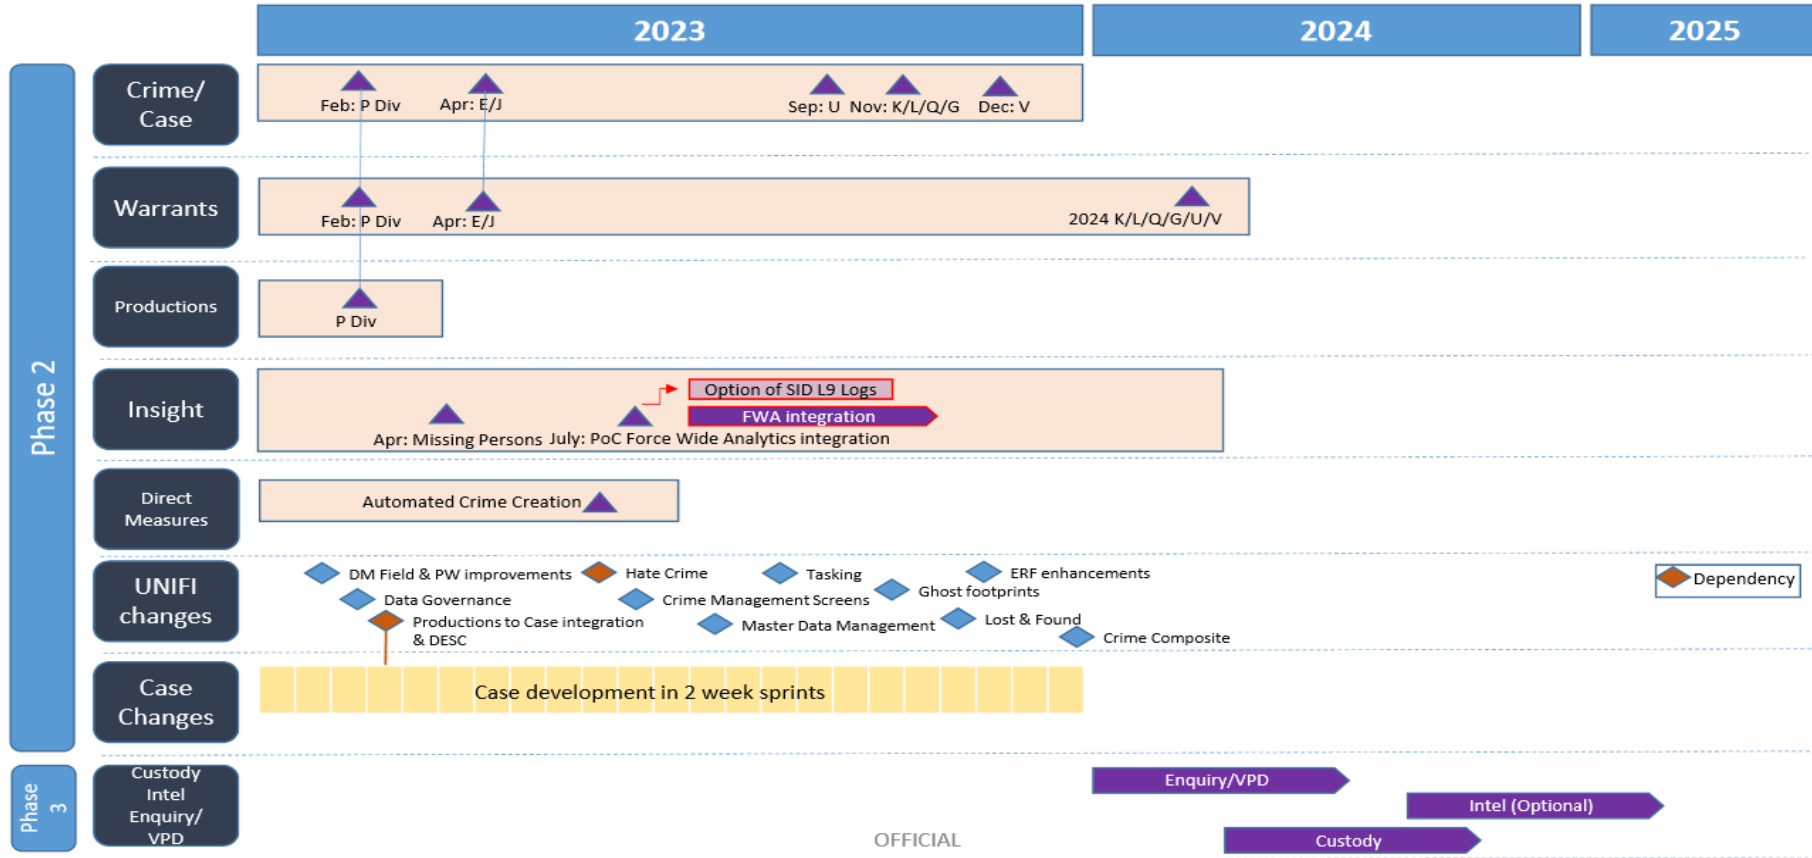 2023
2024
2025
Phase 2
Crime/
Case
Feb: P Div
Apr: E/J
Sep: U
Nov: K/L/Q/G
Dec: V
Warrants
Feb: P Div
Apr: E/J
2024 K/L/Q/G/U/V
Productions
P Div
Insight
Option of SID L9 Logs
FWA integration
Apr: Missing Persons
July: PoC Force Wide Analytics integration
Direct
Measures
Automated Crime Creation
UNIFI
changes
DM Field & PW improvements
Hate Crime
Tasking
ERF enhancements
Dependency
Data Governance
Crime Management Screens
Ghost footprints
Productions to Case integration
& DESC
Master Data Management
Lost & Found
Crime Composite
Case
Changes
Case development in 2 week sprints
Phase
3
Custody
Intel
Enquiry/
VPD
Enquiry/VPD
Intel (Optional)
Custody
OFFICIAL